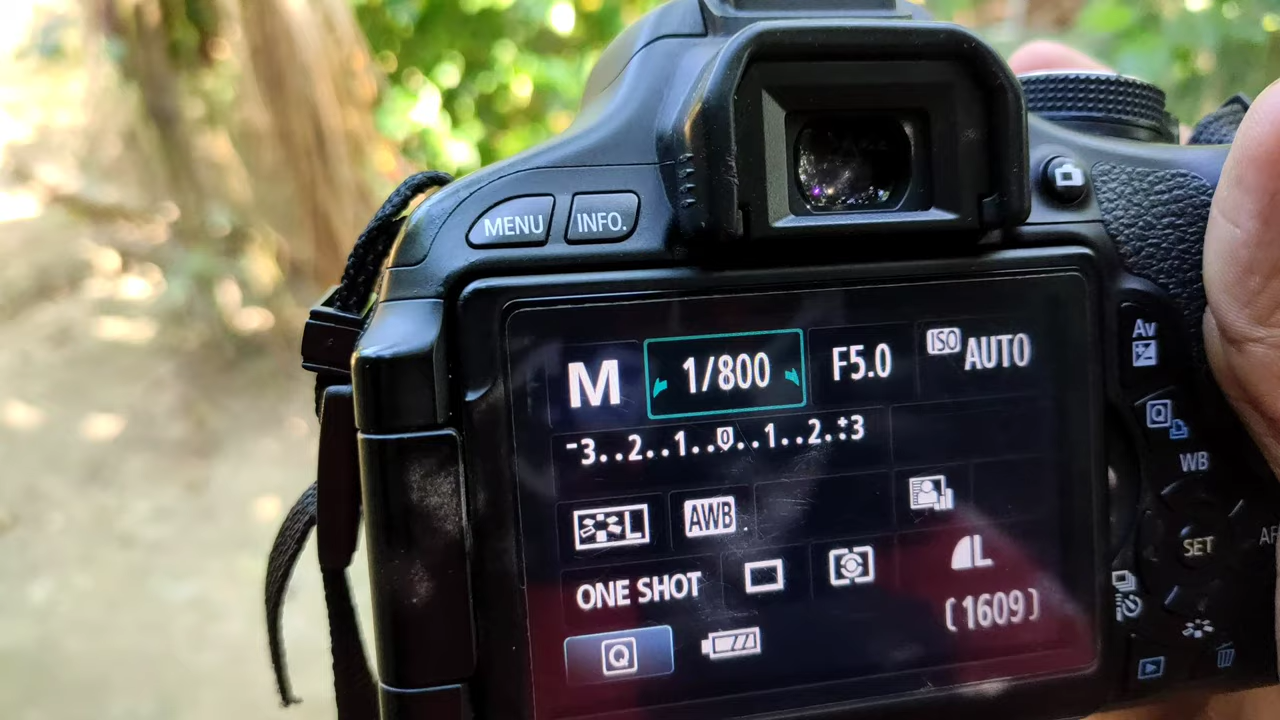 MENU INFO.
Av
M 1/800 F5.0 ISO AUTO
-3..2..1..0..1..2.:+3
Q
WB
L AWB
SET
AF
ONE SHOT L
[1609]
Q